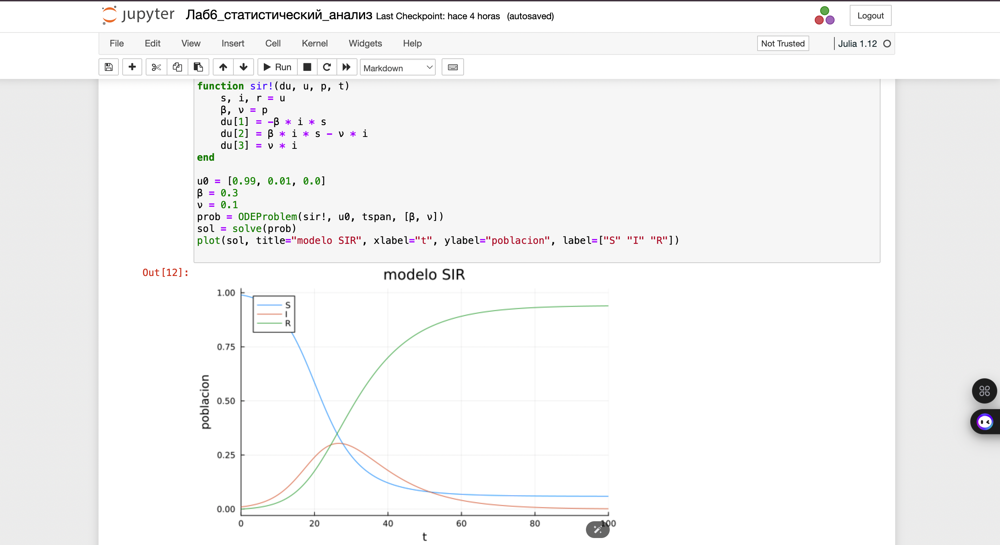 jupyter Лаб6_статистический_анализ Last Checkpoint: hace 4 horas (autosaved)
Logout
File Edit View Insert Cell Kernel Widgets Help
Not Trusted
Julia 1.12
Run
Markdown
function sir!(du, u, p, t)
    s, i, r = u
    β, ν = p
    du[1] = -β * i * s
    du[2] = β * i * s - ν * i
    du[3] = ν * i
end
u0 = [0.99, 0.01, 0.0]
β = 0.3
ν = 0.1
prob = ODEProblem(sir!, u0, tspan, [β, ν])
sol = solve(prob)
plot(sol, title="modelo SIR", xlabel="t", ylabel="poblacion", label=["S" "I" "R"])
Out[12]:
modelo SIR
S
I
R
1.00
0.75
0.50
0.25
0.00
poblacion
0 20 40 60 80 100
t